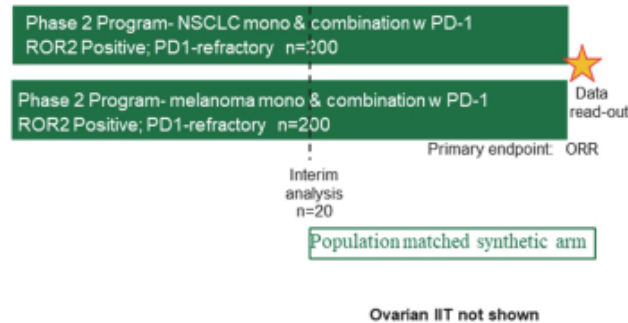 Phase 2 Program- NSCLC mono & combination w PD-1
ROR2 Positive; PD1-refractory n=200
Phase 2 Program- melanoma mono & combination w PD-1
ROR2 Positive; PD1-refractory n=200
Data
read-out
Primary endpoint: ORR
Interim
analysis
n=20
Population matched synthetic arm
Ovarian IIT not shown